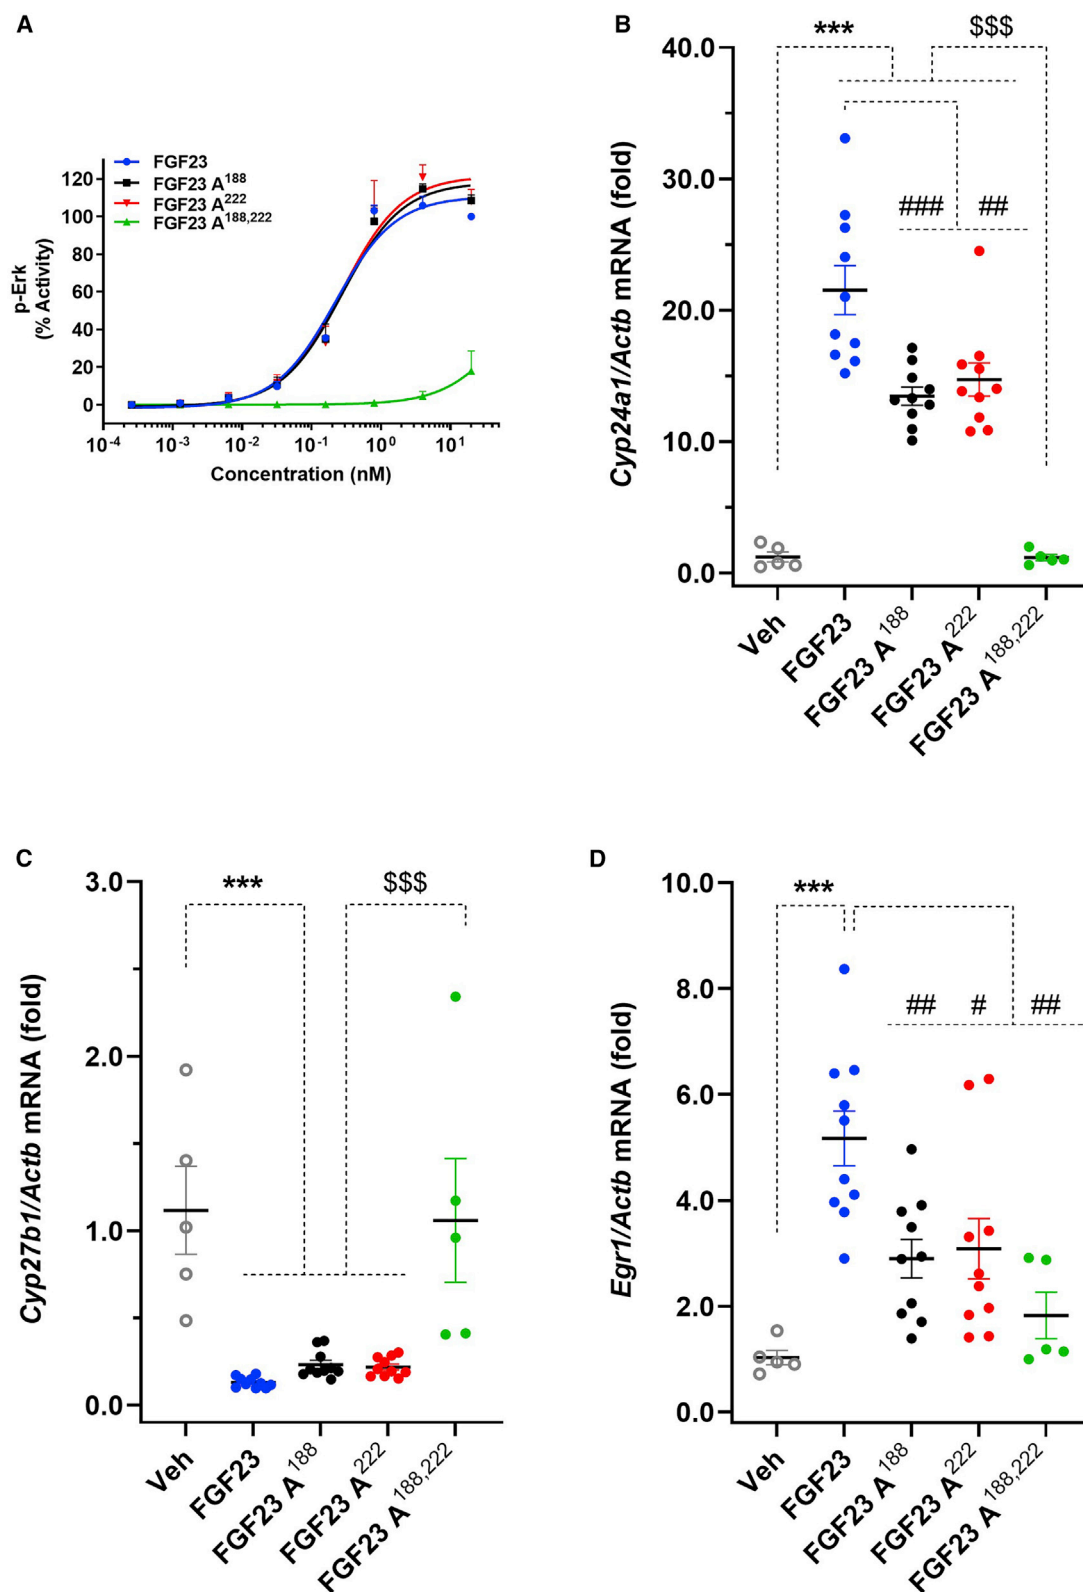 A
FGF23
FGF23 A188
FGF23 A222
FGF23 A188,222
p-Erk
(% Activity)
120
100
80
60
40
20
0
10-4
10-3
10-2
10-1
100
101
Concentration (nM)
B
*** $$$
### ##
Cyp24a1/Actb mRNA (fold)
40.0
30.0
20.0
10.0
0.0
Veh
FGF23
FGF23 A188
FGF23 A222
FGF23 A188,222
C
*** $$$
Cyp27b1/Actb mRNA (fold)
3.0
2.0
1.0
0.0
Veh
FGF23
FGF23 A188
FGF23 A222
FGF23 A188,222
D
***
## # ##
Egr1/Actb mRNA (fold)
10.0
8.0
6.0
4.0
2.0
0.0
Veh
FGF23
FGF23 A188
FGF23 A222
FGF23 A188,222